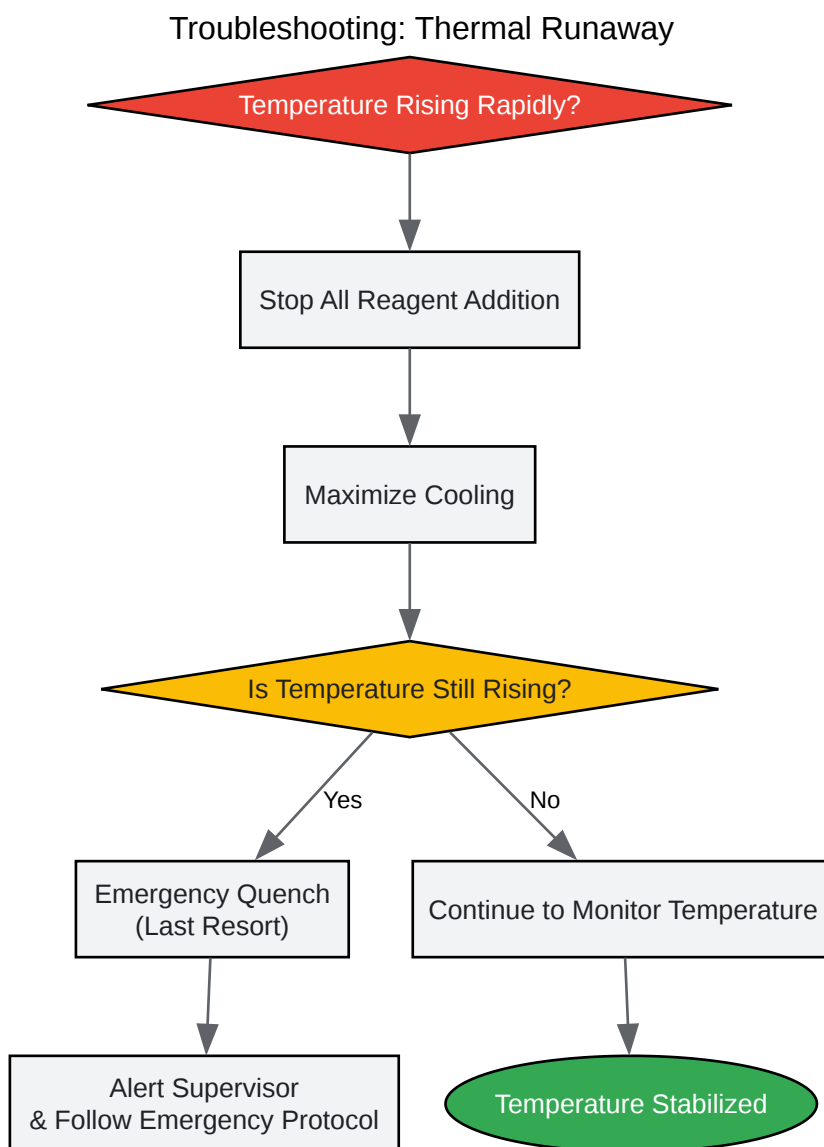 Troubleshooting: Thermal Runaway
Temperature Rising Rapidly?
Stop All Reagent Addition
Maximize Cooling
Is Temperature Still Rising?
Yes
No
Emergency Quench
(Last Resort)
Continue to Monitor Temperature
Alert Supervisor
& Follow Emergency Protocol
Temperature Stabilized